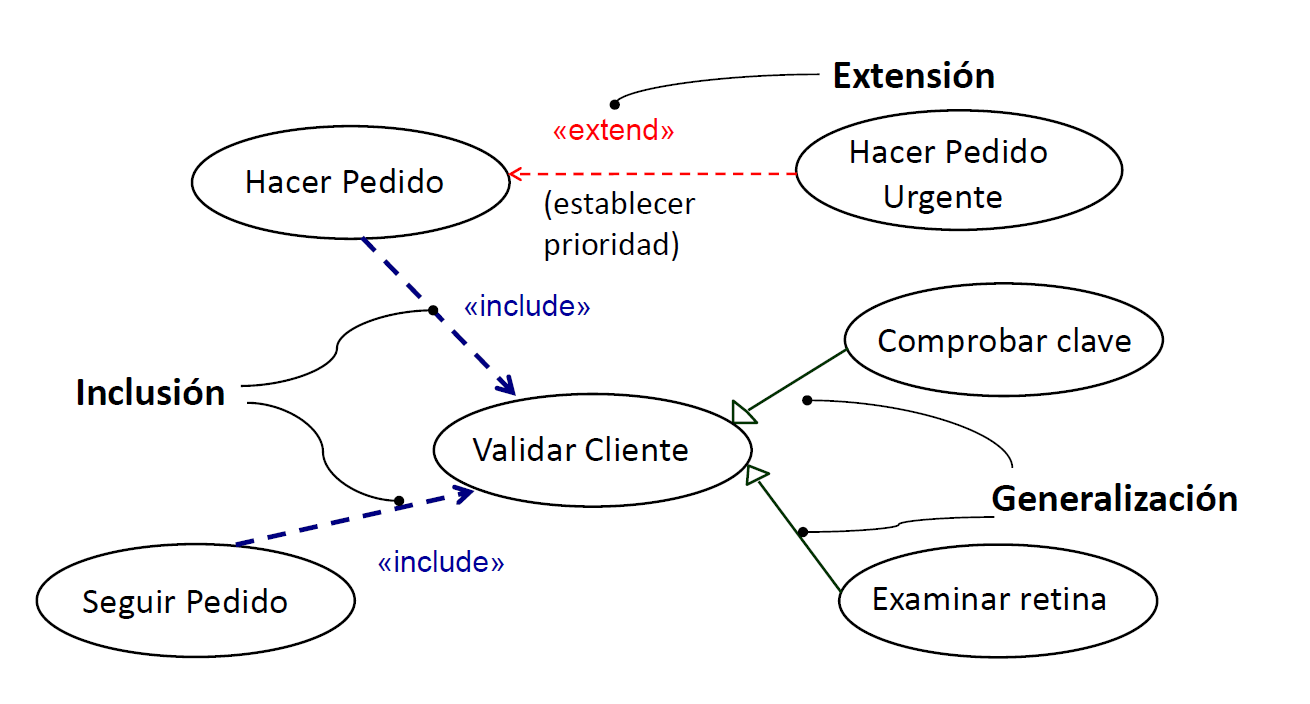 Extensión
«extend»
Hacer Pedido
Hacer Pedido
Urgente
(establecer
prioridad)
«include»
Comprobar clave
Inclusión
Validar Cliente
Generalización
«include»
Seguir Pedido
Examinar retina